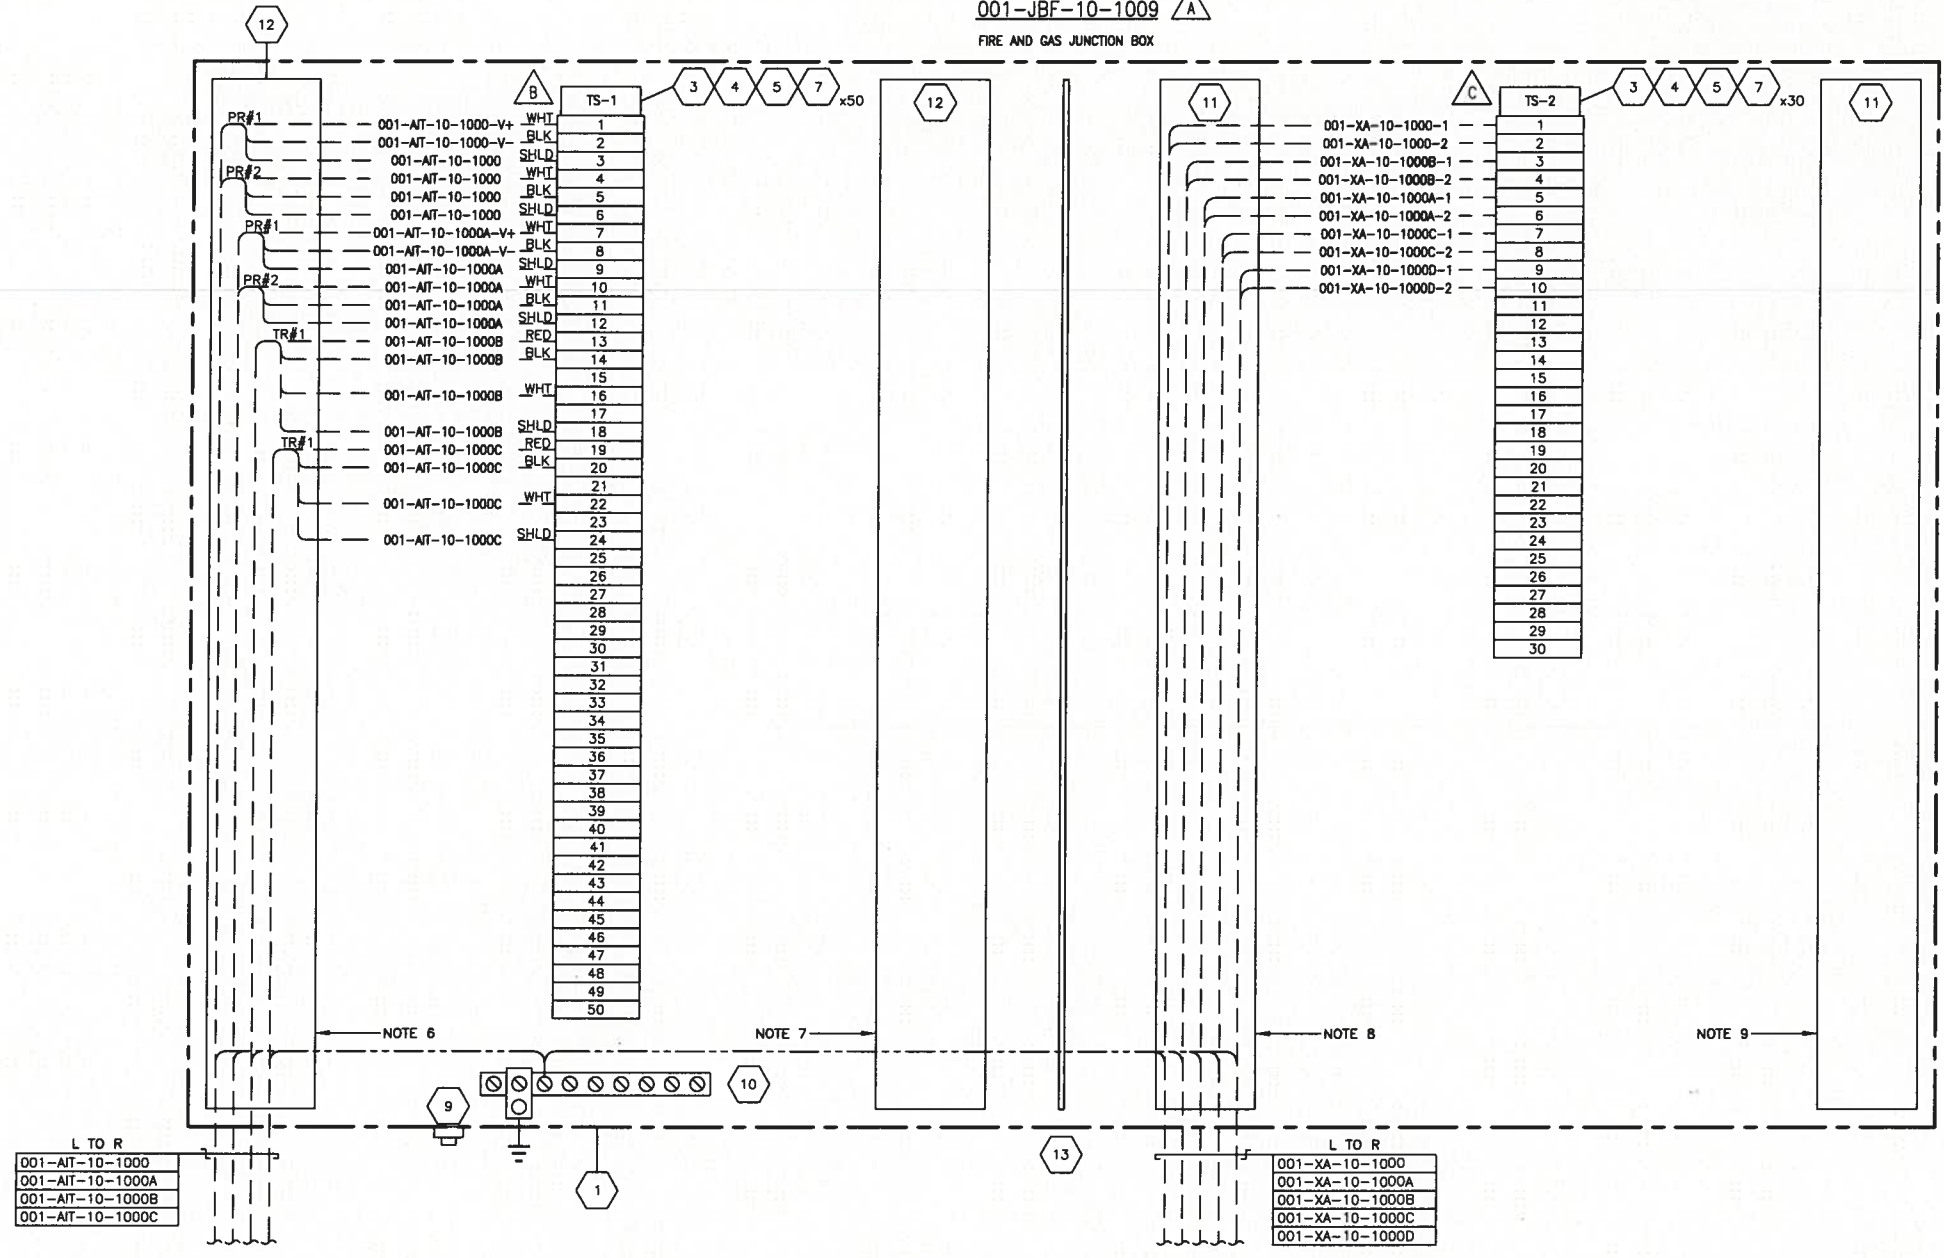 001-JBF-10-1009 A
FIRE AND GAS JUNCTION BOX
12
B
TS-1
3 4 5 7 x50
12
11
C
TS-2
3 4 5 7 x30
11
PR#1 001-AIT-10-1000-V+ WHT 1
001-AIT-10-1000-V- BLK 2
001-AIT-10-1000 SHLD 3
PR#2 001-AIT-10-1000 WHT 4
001-AIT-10-1000 BLK 5
001-AIT-10-1000 SHLD 6
PR#1 001-AIT-10-1000A-V+ WHT 7
001-AIT-10-1000A-V- BLK 8
001-AIT-10-1000A SHLD 9
PR#2 001-AIT-10-1000A WHT 10
001-AIT-10-1000A BLK 11
001-AIT-10-1000A SHLD 12
TR#1 001-AIT-10-1000B RED 13
001-AIT-10-1000B BLK 14
15
001-AIT-10-1000B WHT 16
17
001-AIT-10-1000B SHLD 18
TR#1 001-AIT-10-1000C RED 19
001-AIT-10-1000C BLK 20
21
001-AIT-10-1000C WHT 22
23
001-AIT-10-1000C SHLD 24
25
26
27
28
29
30
31
32
33
34
35
36
37
38
39
40
41
42
43
44
45
46
47
48
49
50
001-XA-10-1000-1 1
001-XA-10-1000-2 2
001-XA-10-1000B-1 3
001-XA-10-1000B-2 4
001-XA-10-1000A-1 5
001-XA-10-1000A-2 6
001-XA-10-1000C-1 7
001-XA-10-1000C-2 8
001-XA-10-1000D-1 9
001-XA-10-1000D-2 10
11
12
13
14
15
16
17
18
19
20
21
22
23
24
25
26
27
28
29
30
NOTE 6
NOTE 7
NOTE 8
NOTE 9
10
9
1
13
L TO R
001-AIT-10-1000
001-AIT-10-1000A
001-AIT-10-1000B
001-AIT-10-1000C
L TO R
001-XA-10-1000
001-XA-10-1000A
001-XA-10-1000B
001-XA-10-1000C
001-XA-10-1000D